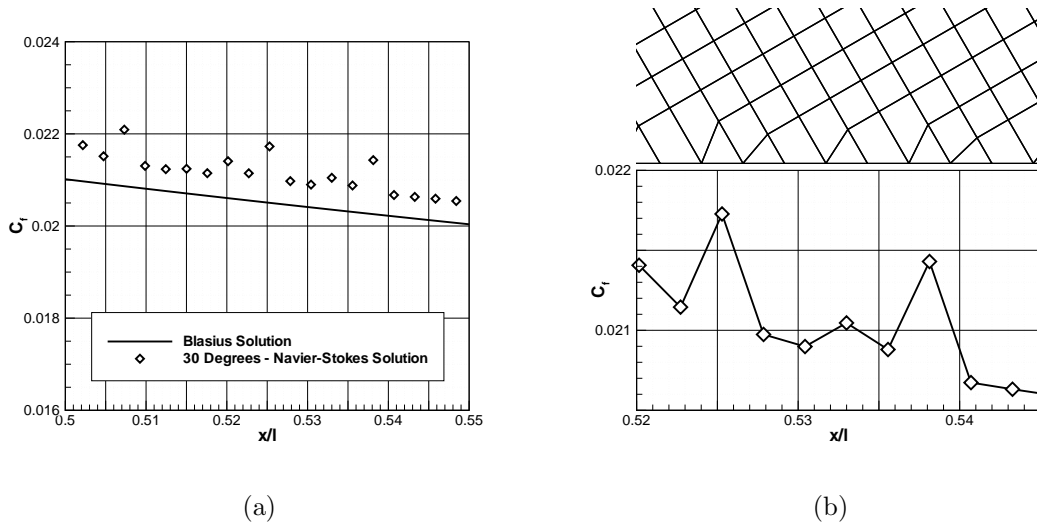 0.024
0.022
0.02
0.018
0.016
C_f
Blasius Solution
30 Degrees - Navier-Stokes Solution
0.5 0.51 0.52 0.53 0.54 0.55
x/l
(a)
0.022
0.021
C_f
0.52 0.53 0.54
x/l
(b)